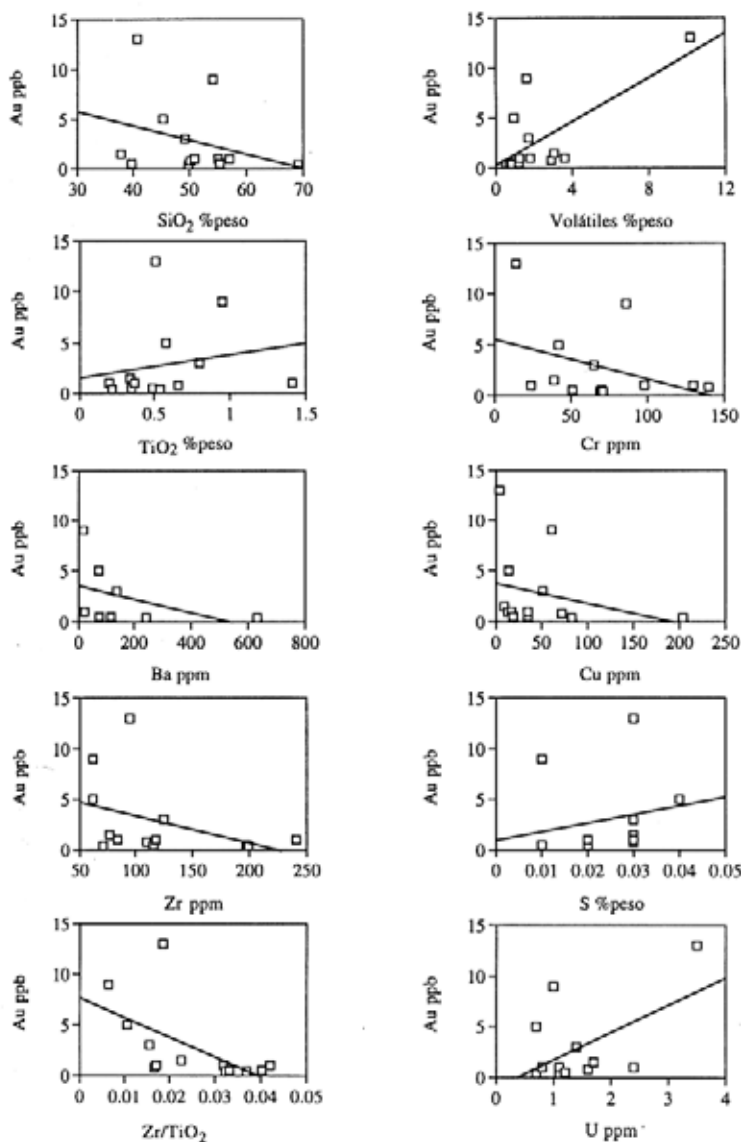 15
10
5
0
Au ppb
30 40 50 60 70
SiO2 %peso
15
10
5
0
Au ppb
0 4 8 12
Volátiles %peso
15
10
5
0
Au ppb
0 0.5 1 1.5
TiO2 %peso
15
10
5
0
Au ppb
0 50 100 150
Cr ppm
15
10
5
0
Au ppb
0 200 400 600 800
Ba ppm
15
10
5
0
Au ppb
0 50 100 150 200 250
Cu ppm
15
10
5
0
Au ppb
50 100 150 200 250
Zr ppm
15
10
5
0
Au ppb
0 0.01 0.02 0.03 0.04 0.05
S %peso
15
10
5
0
Au ppb
0 0.01 0.02 0.03 0.04 0.05
Zr/TiO2
15
10
5
0
Au ppb
0 1 2 3 4
U ppm